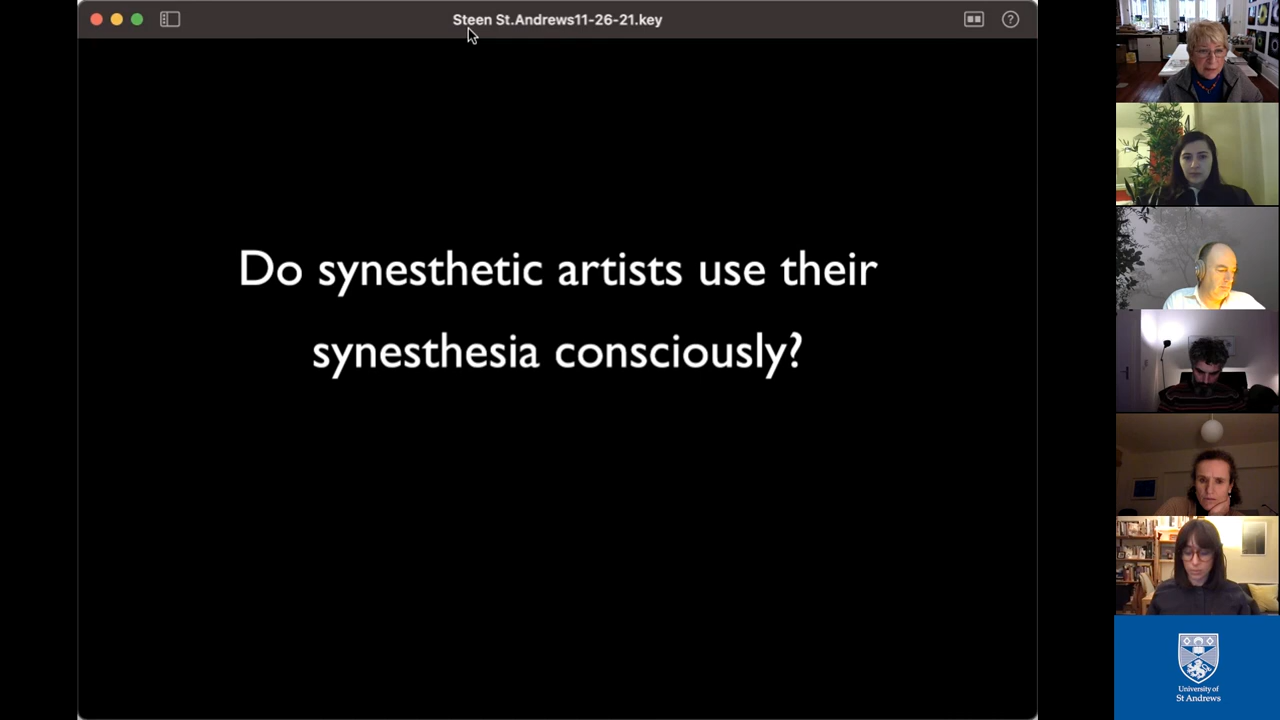 Steen St.Andrews11-26-21.key
Do synesthetic artists use their
synesthesia consciously?
University of
St Andrews